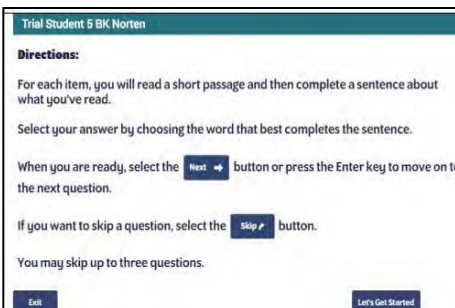 Trial Student 5 BK Norten
Directions:
For each item, you will read a short passage and then complete a sentence about
what you've read.
Select your answer by choosing the word that best completes the sentence.
When you are ready, select the Next button or press the Enter key to move on to
the next question.
If you want to skip a question, select the Skip button.
You may skip up to three questions.
Exit Let's Get Started